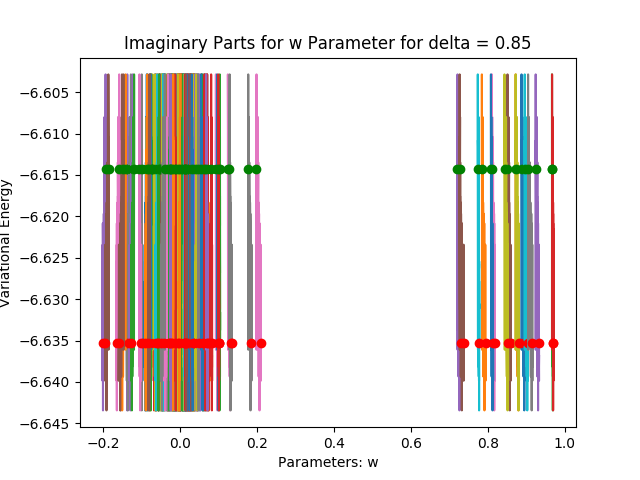 Imaginary Parts for w Parameter for delta = 0.85
Variational Energy
−6.605
−6.610
−6.615
−6.620
−6.625
−6.630
−6.635
−6.640
−6.645
−0.2 0.0 0.2 0.4 0.6 0.8 1.0
Parameters: w